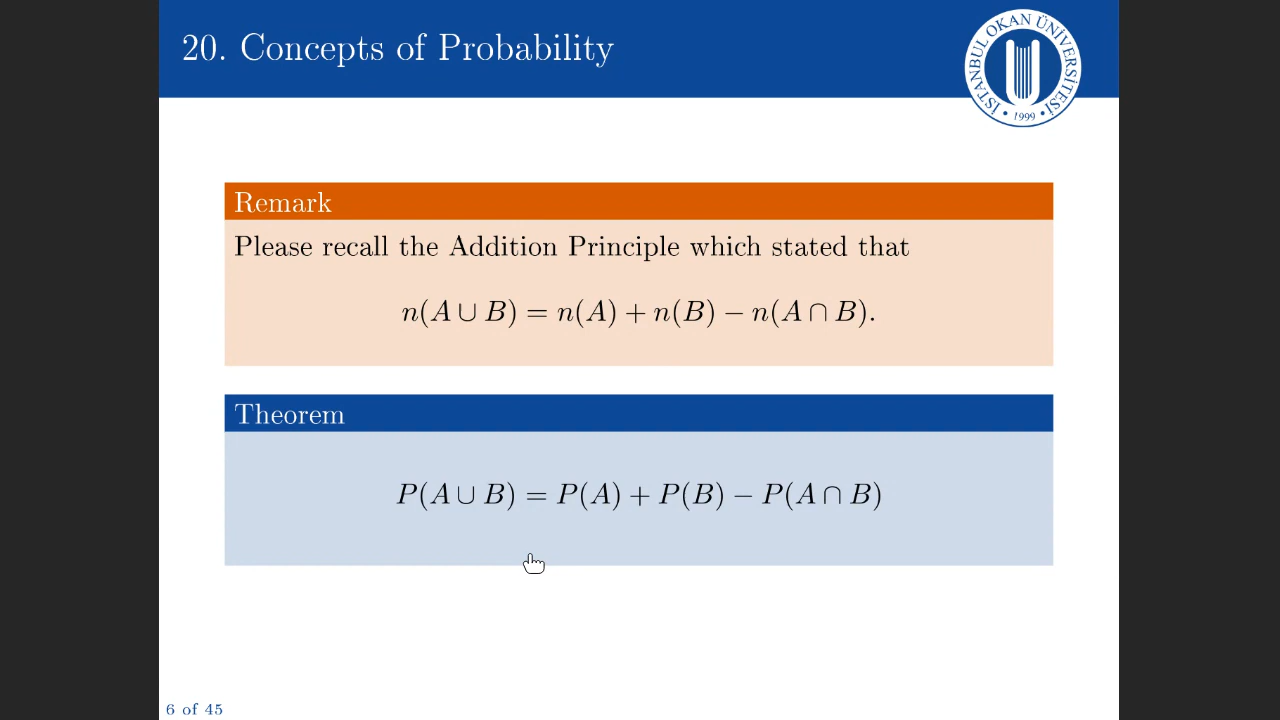 20. Concepts of Probability
İSTANBUL OKAN ÜNİVERSİTESİ
• 1999 •
Remark
Please recall the Addition Principle which stated that
n(A ∪ B) = n(A) + n(B) − n(A ∩ B).
Theorem
P(A ∪ B) = P(A) + P(B) − P(A ∩ B)
6 of 45